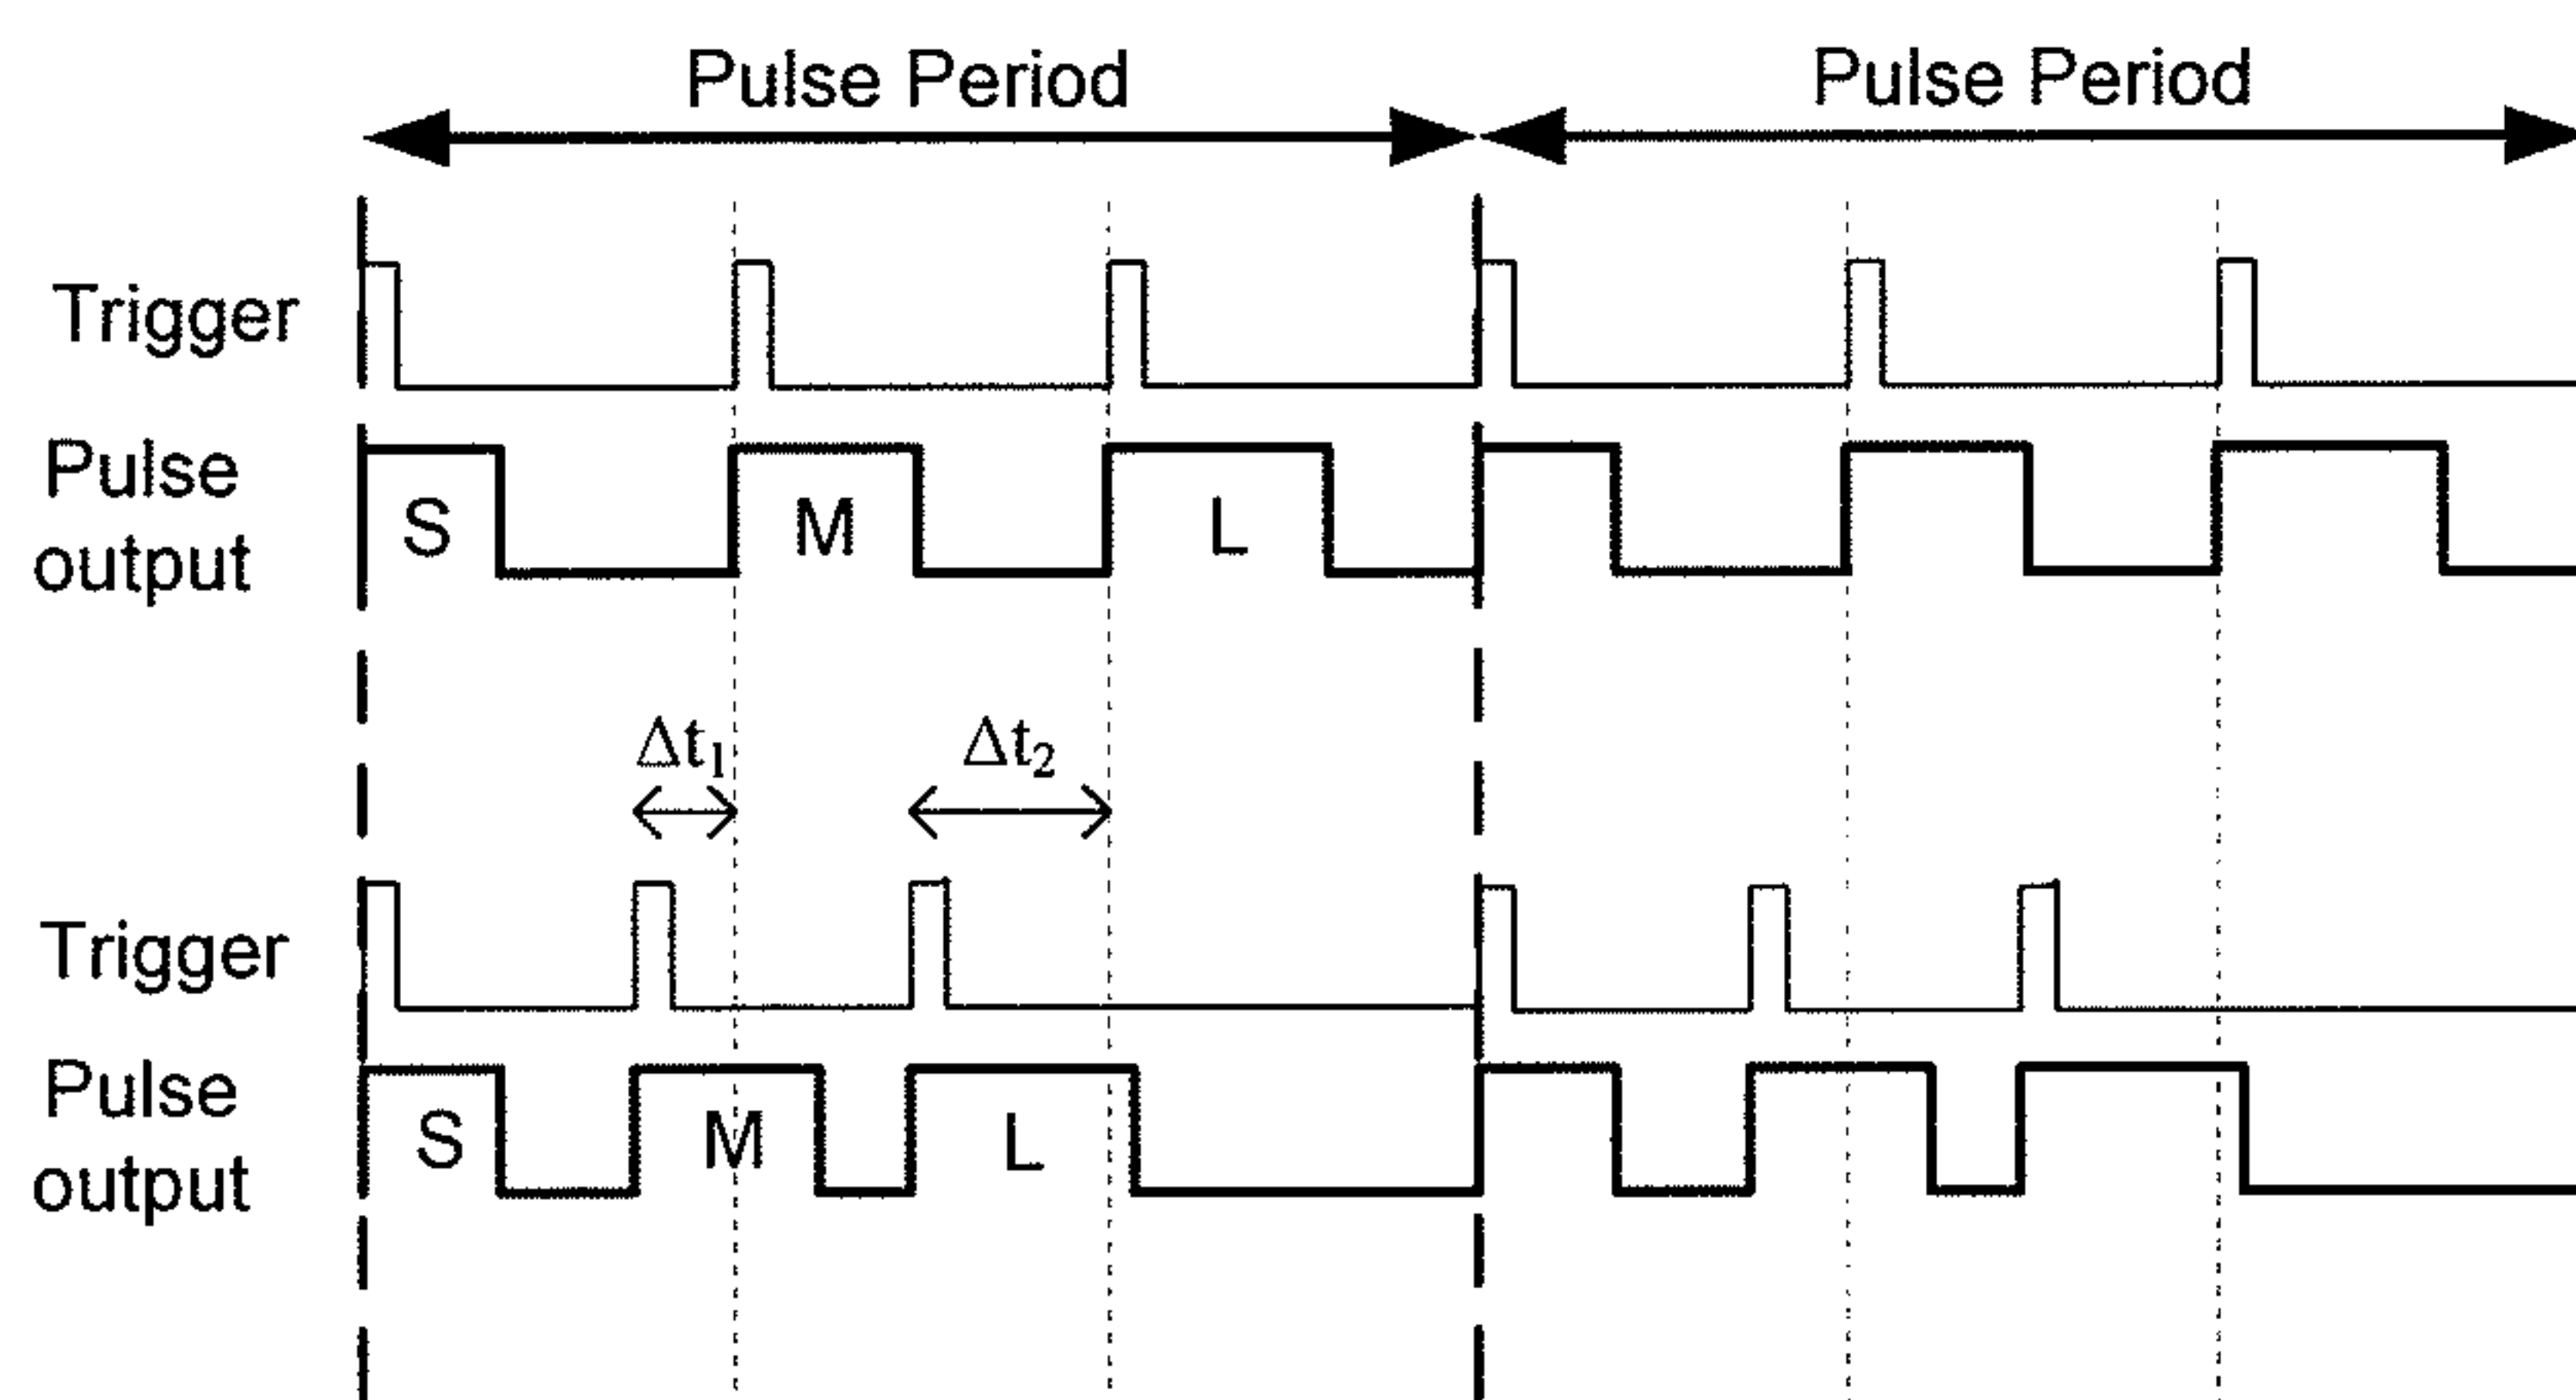 Pulse Period
Pulse Period
Trigger
Pulse
output
S
M
L
Δt₁
Δt₂
Trigger
Pulse
output
S
M
L